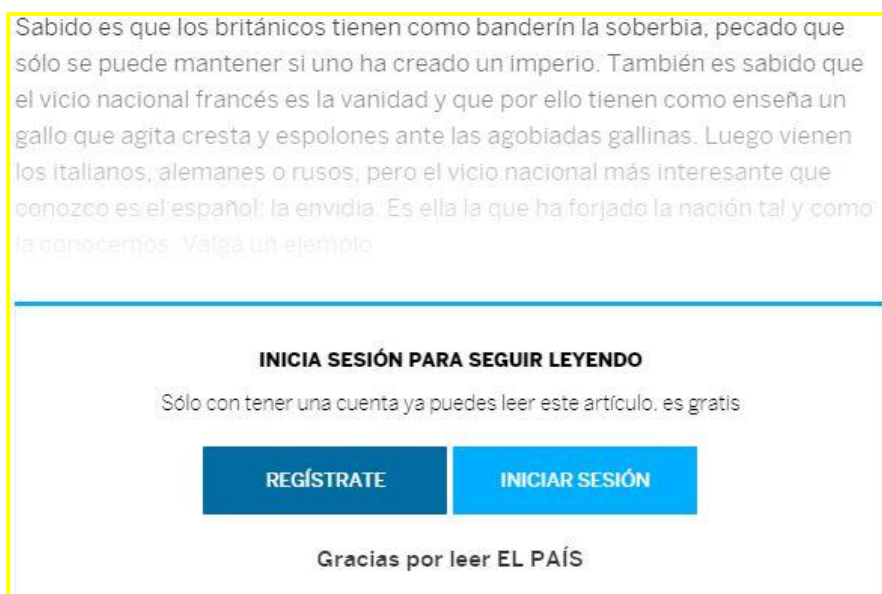 Sabido es que los británicos tienen como banderín la soberbia, pecado que
sólo se puede mantener si uno ha creado un imperio. También es sabido que
el vicio nacional francés es la vanidad y que por ello tienen como enseña un
gallo que agita cresta y espolones ante las agobiadas gallinas. Luego vienen
los italianos, alemanes o rusos, pero el vicio nacional más interesante que
conozco es el español: la envidia. Es ella la que ha forjado la nación tal y como
la conocemos. Valga un ejemplo
INICIA SESIÓN PARA SEGUIR LEYENDO
Sólo con tener una cuenta ya puedes leer este artículo, es gratis
REGÍSTRATE INICIAR SESIÓN
Gracias por leer EL PAÍS